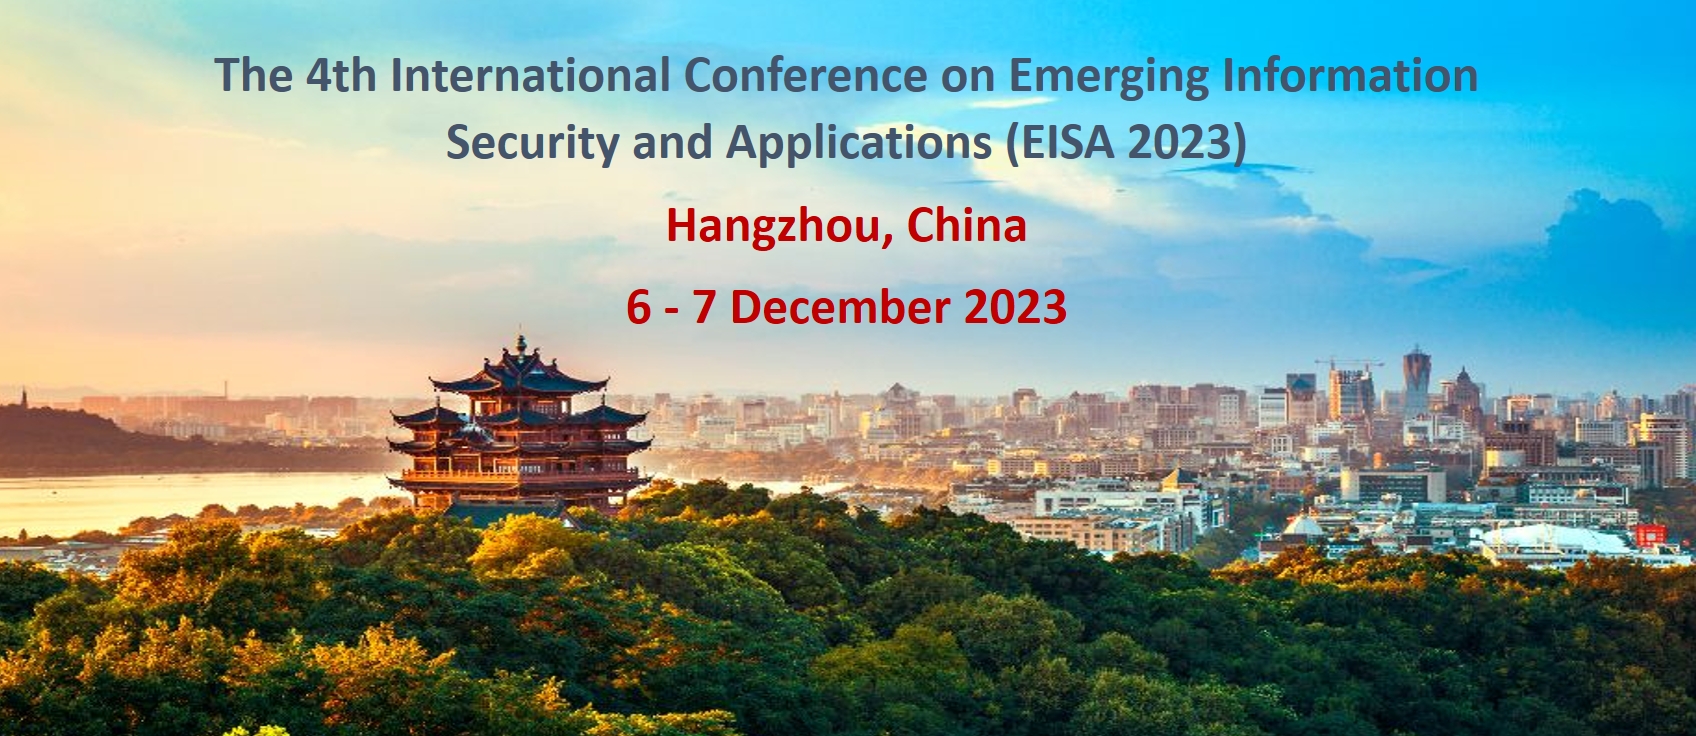 The 4th International Conference on Emerging Information
Security and Applications (EISA 2023)
Hangzhou, China
6 - 7 December 2023